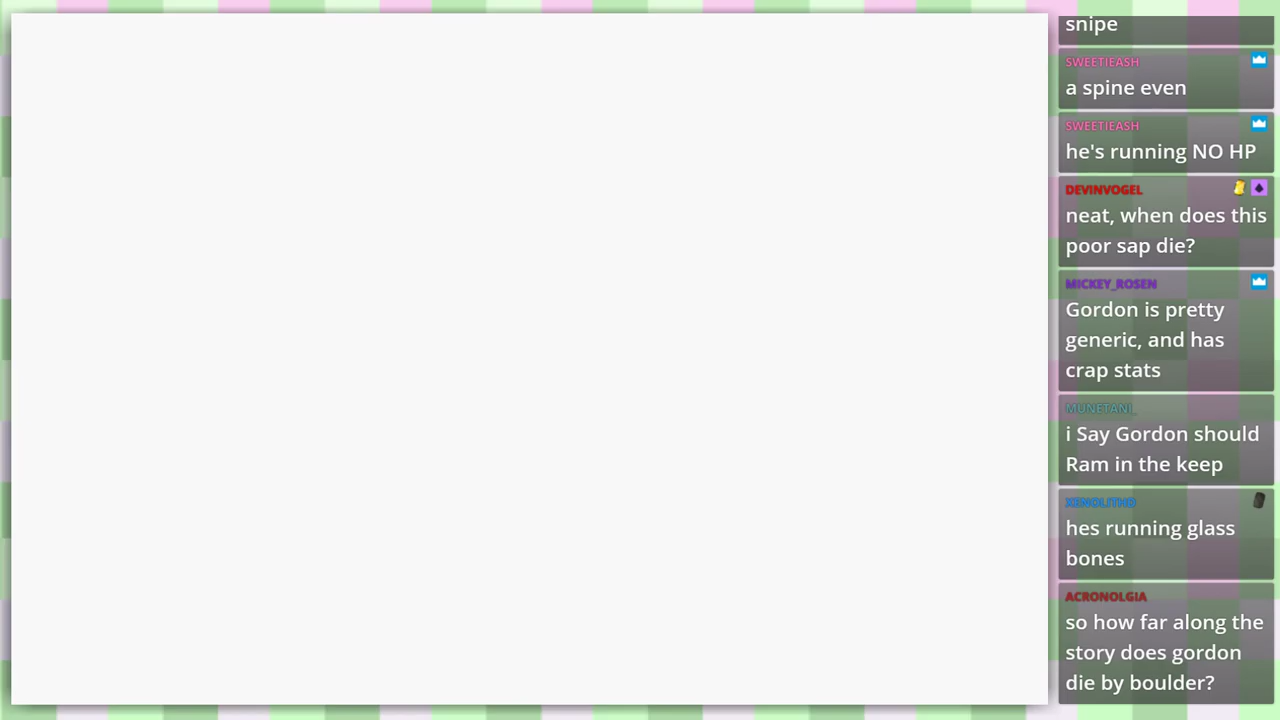 snipe
SWEETIEASH
a spine even
SWEETIEASH
he's running NO HP
DEVINVOGEL
neat, when does this
poor sap die?
MICKEY_ROSEN
Gordon is pretty
generic, and has
crap stats
MUNETANI_
i Say Gordon should
Ram in the keep
XENOLITHO
hes running glass
bones
ACRONOLGIA
so how far along the
story does gordon
die by boulder?